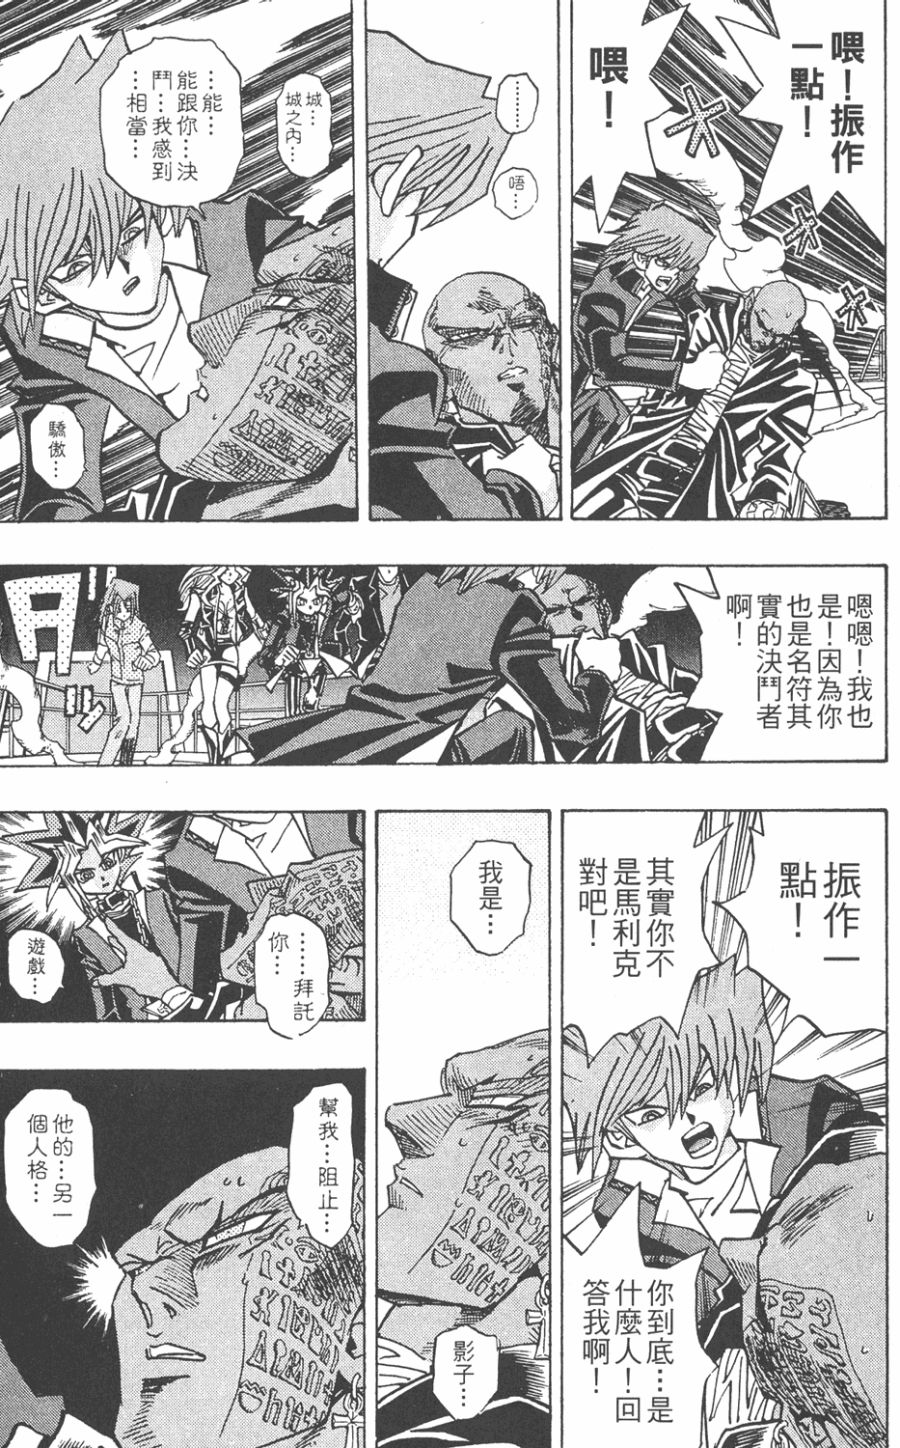 喂！振作
一點！
喂！
………
唔…
城…
城之內…
…能…
能跟你…決
鬥…我感到
…相當…
驕傲…
嗯嗯！我也
是！因為你
也是名符其
實的決鬥者
啊！
振作一
點！
其實你不
是馬利克
對吧！
你到底…是
什麼人！回
答我啊！
我是…
影子…
……拜託
你…
遊戲…
幫我…阻止…
他的…另一
個人格…